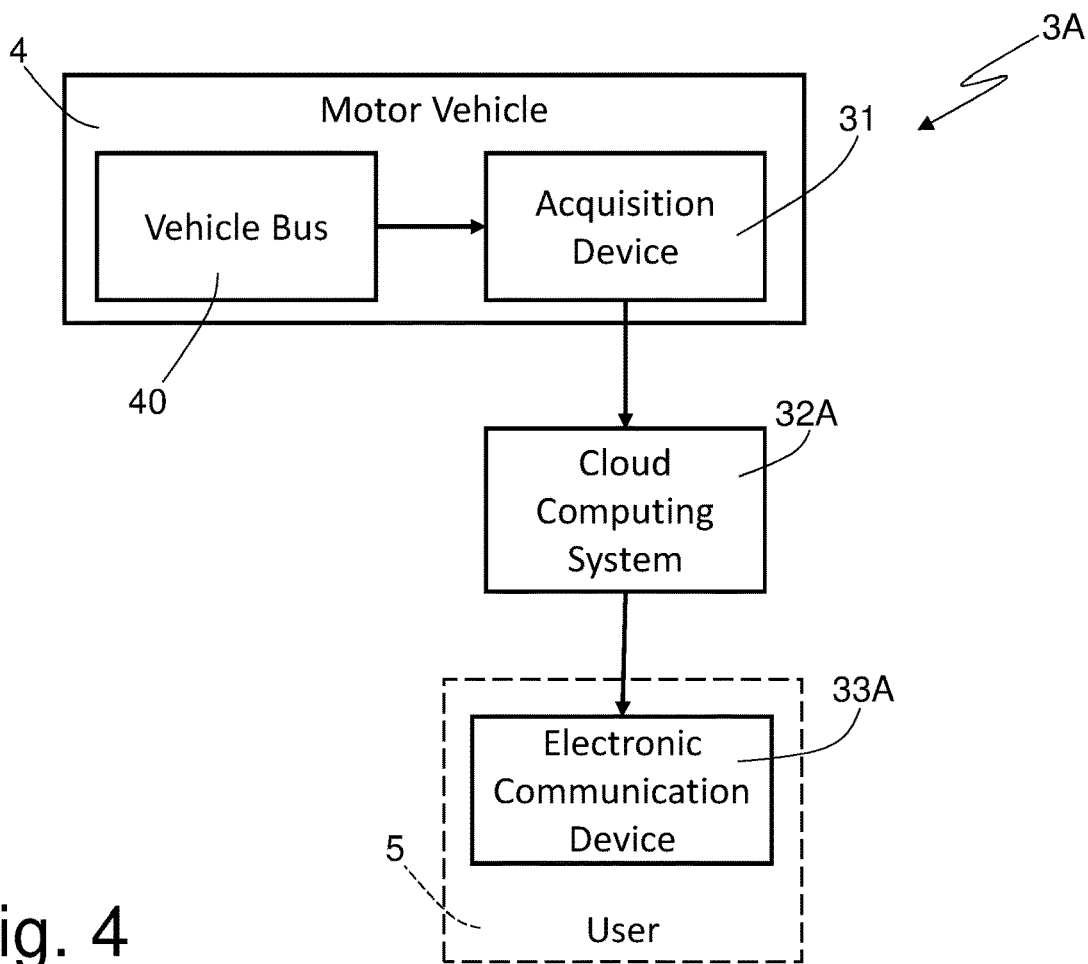 3A
4
Motor Vehicle
31
Vehicle Bus
Acquisition
Device
40
32A
Cloud
Computing
System
33A
Electronic
Communication
Device
5
User
ig. 4